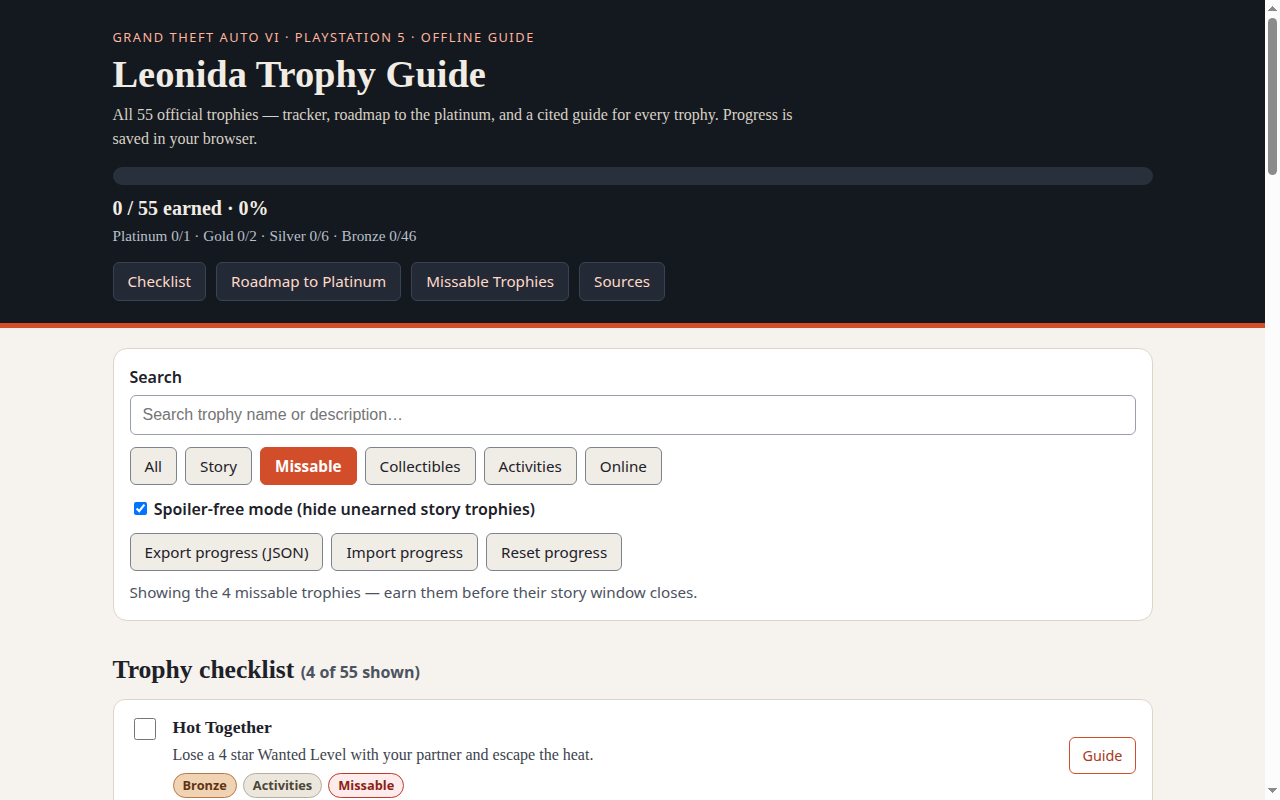 GRAND THEFT AUTO VI · PLAYSTATION 5 · OFFLINE GUIDE
Leonida Trophy Guide
All 55 official trophies — tracker, roadmap to the platinum, and a cited guide for every trophy. Progress is
saved in your browser.
0 / 55 earned · 0%
Platinum 0/1 · Gold 0/2 · Silver 0/6 · Bronze 0/46
Checklist Roadmap to Platinum Missable Trophies Sources
Search
Search trophy name or description…
All Story Missable Collectibles Activities Online
Spoiler-free mode (hide unearned story trophies)
Export progress (JSON) Import progress Reset progress
Showing the 4 missable trophies — earn them before their story window closes.
Trophy checklist (4 of 55 shown)
Hot Together
Lose a 4 star Wanted Level with your partner and escape the heat.
Guide
Bronze Activities Missable